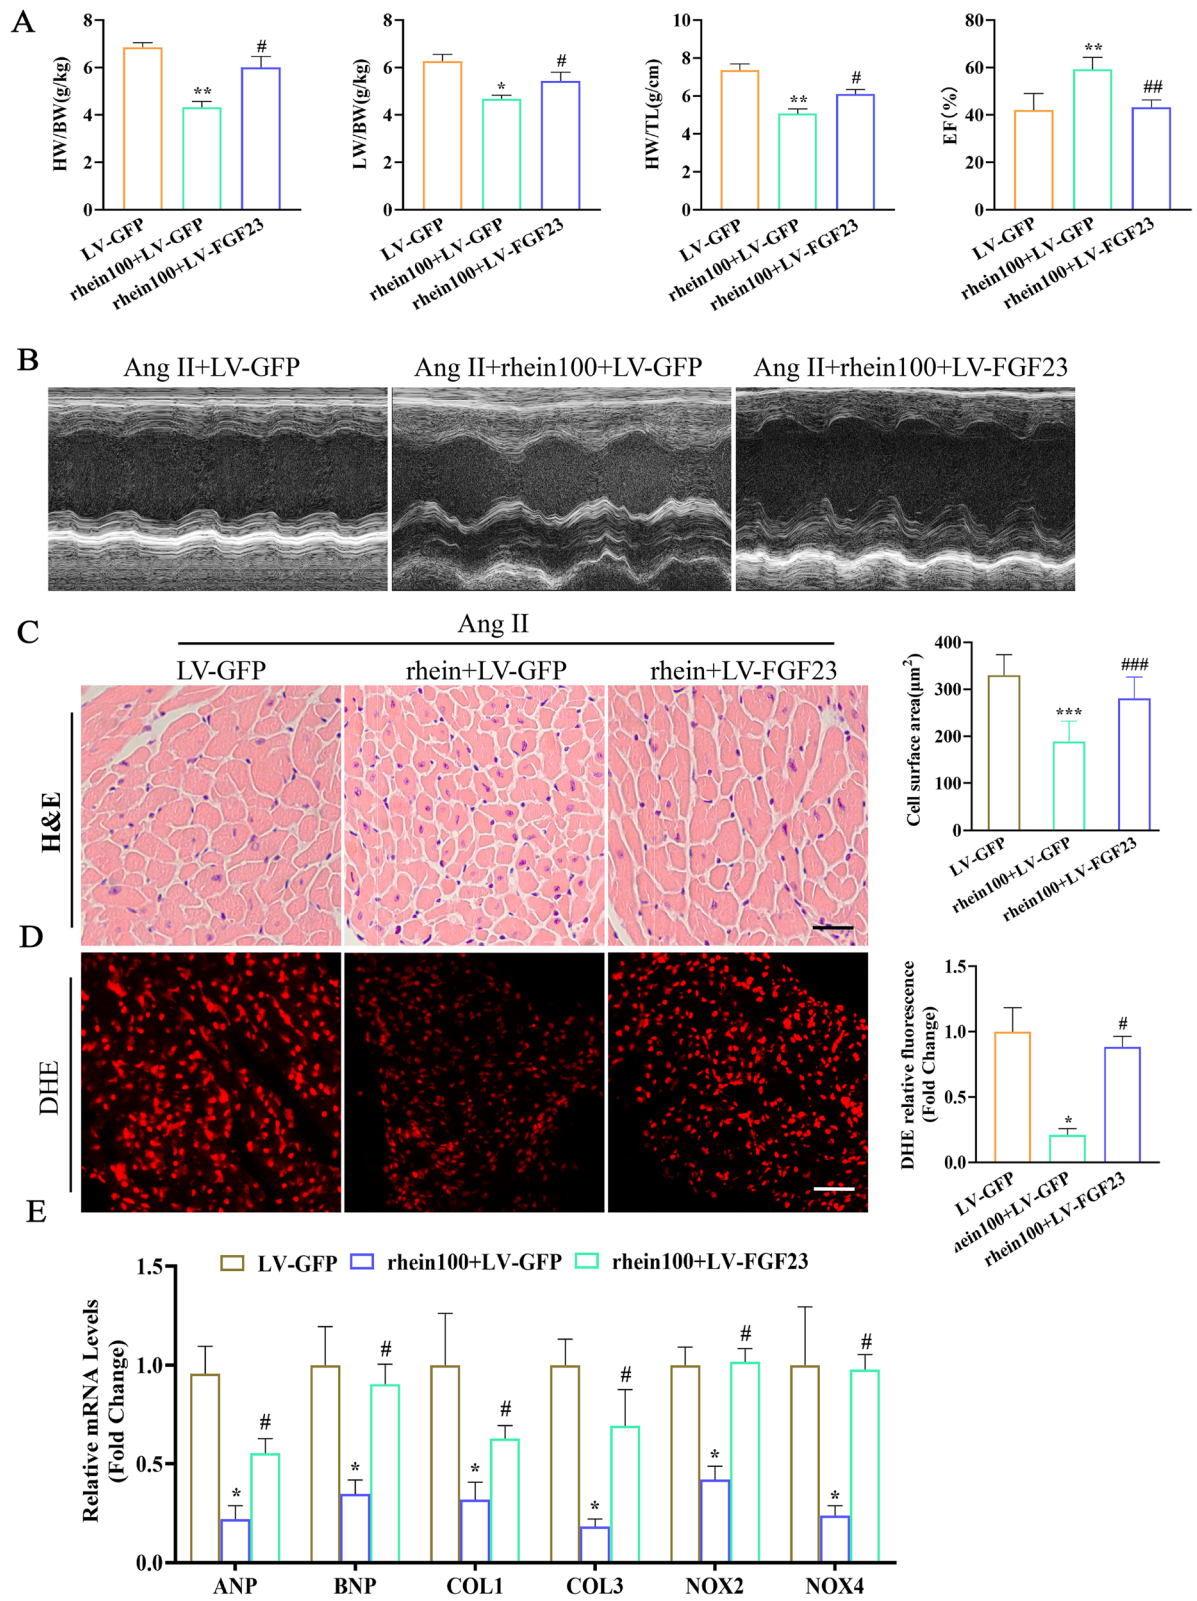 A
HW/BW(g/kg)
8
6
4
2
0
**
#
LV-GFP
rhein100+LV-GFP
rhein100+LV-FGF23
LW/BW(g/kg)
8
6
4
2
0
*
#
LV-GFP
rhein100+LV-GFP
rhein100+LV-FGF23
HW/TL(g/cm)
10
8
6
4
2
0
**
#
LV-GFP
rhein100+LV-GFP
rhein100+LV-FGF23
EF(%)
80
60
40
20
0
**
##
LV-GFP
rhein100+LV-GFP
rhein100+LV-FGF23
B
Ang II+LV-GFP
Ang II+rhein100+LV-GFP
Ang II+rhein100+LV-FGF23
C
Ang II
LV-GFP
rhein+LV-GFP
rhein+LV-FGF23
H&E
Cell surface area(μm²)
400
300
200
100
0
***
###
LV-GFP
rhein100+LV-GFP
rhein100+LV-FGF23
D
DHE
DHE relative fluorescence
(Fold Change)
1.5
1.0
0.5
0.0
*
#
LV-GFP
hein100+LV-GFP
rhein100+LV-FGF23
E
LV-GFP
rhein100+LV-GFP
rhein100+LV-FGF23
Relative mRNA Levels
(Fold Change)
1.5
1.0
0.5
0.0
*
#
*
#
*
#
*
#
*
#
*
#
ANP
BNP
COL1
COL3
NOX2
NOX4